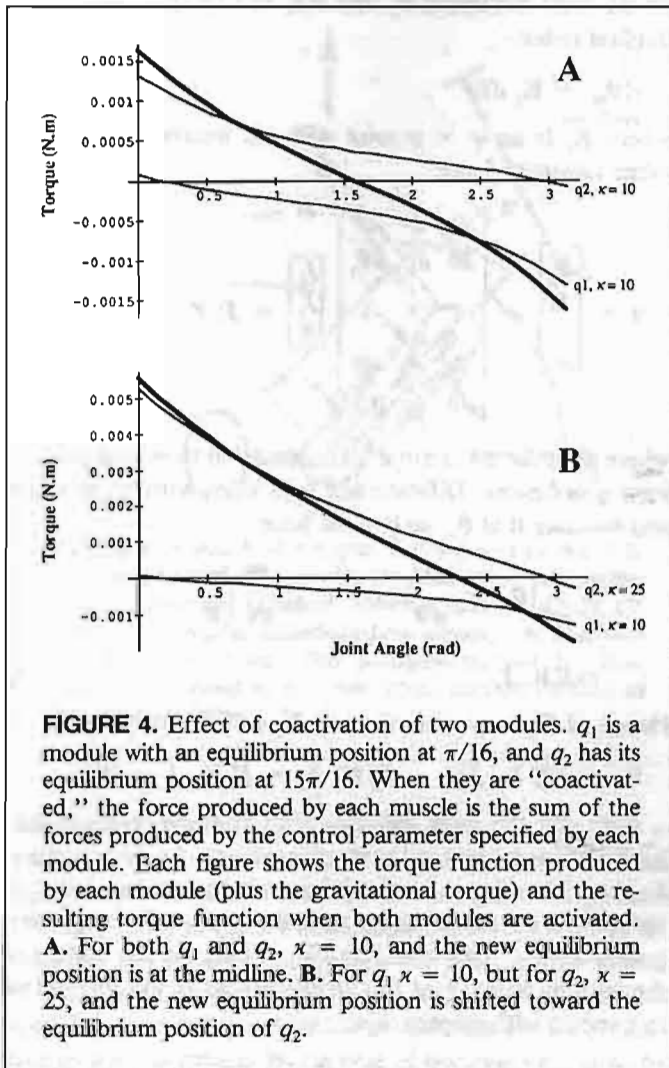 A
Torque (N.m)
0.0015
0.001
0.0005
-0.0005
-0.001
-0.0015
0.5 1 1.5 2 2.5 3
q2, κ = 10
q1, κ = 10
B
Torque (N.m)
0.005
0.004
0.003
0.002
0.001
-0.001
0.5 1 1.5 2 2.5 3
q2, κ = 25
q1, κ = 10
Joint Angle (rad)
FIGURE 4. Effect of coactivation of two modules. q₁ is a
module with an equilibrium position at π/16, and q₂ has its
equilibrium position at 15π/16. When they are “coactivat-
ed,” the force produced by each muscle is the sum of the
forces produced by the control parameter specified by each
module. Each figure shows the torque function produced
by each module (plus the gravitational torque) and the re-
sulting torque function when both modules are activated.
A. For both q₁ and q₂, κ = 10, and the new equilibrium
position is at the midline. B. For q₁ κ = 10, but for q₂, κ =
25, and the new equilibrium position is shifted toward the
equilibrium position of q₂.